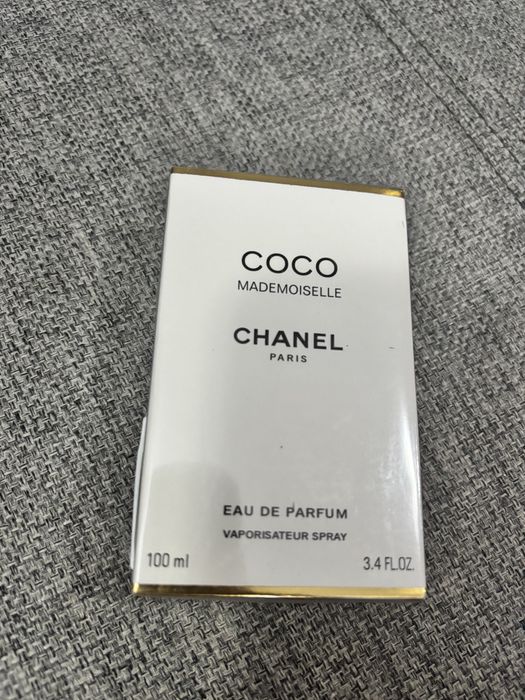 COCO
MADEMOISELLE
CHANEL
PARIS
EAU DE PARFUM
VAPORISATEUR SPRAY
100 ml 3.4 FL.OZ.